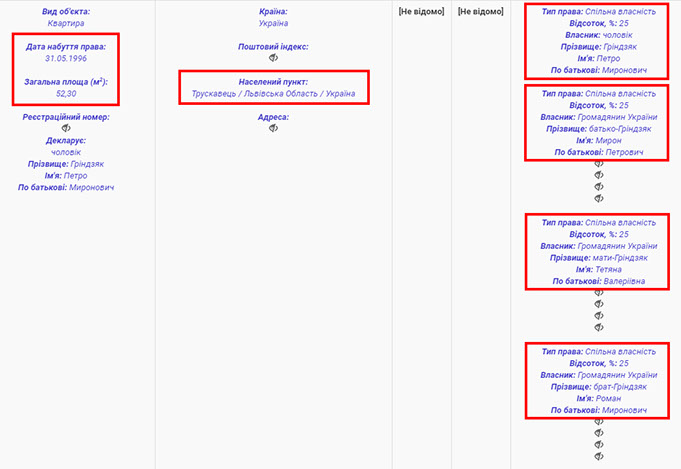 Вид об'єкта:
Квартира
Дата набуття права:
31.05.1996
Загальна площа (м²):
52,30
Реєстраційний номер:
Декларує:
чоловік
Прізвище: Гріндзяк
Ім'я: Петро
По батькові: Миронович
Країна:
Україна
Поштовий індекс:
Населений пункт:
Трускавець / Львівська Область / Україна
Адреса:
[Не відомо]
[Не відомо]
Тип права: Спільна власність
Відсоток, %: 25
Власник: чоловік
Прізвище: Гріндзяк
Ім'я: Петро
По батькові: Миронович
Тип права: Спільна власність
Відсоток, %: 25
Власник: Громадянин України
Прізвище: батько-Гріндзяк
Ім'я: Мирон
По батькові: Петрович
Тип права: Спільна власність
Відсоток, %: 25
Власник: Громадянин України
Прізвище: мати-Гріндзяк
Ім'я: Тетяна
По батькові: Валеріївна
Тип права: Спільна власність
Відсоток, %: 25
Власник: Громадянин України
Прізвище: брат-Гріндзяк
Ім'я: Роман
По батькові: Миронович